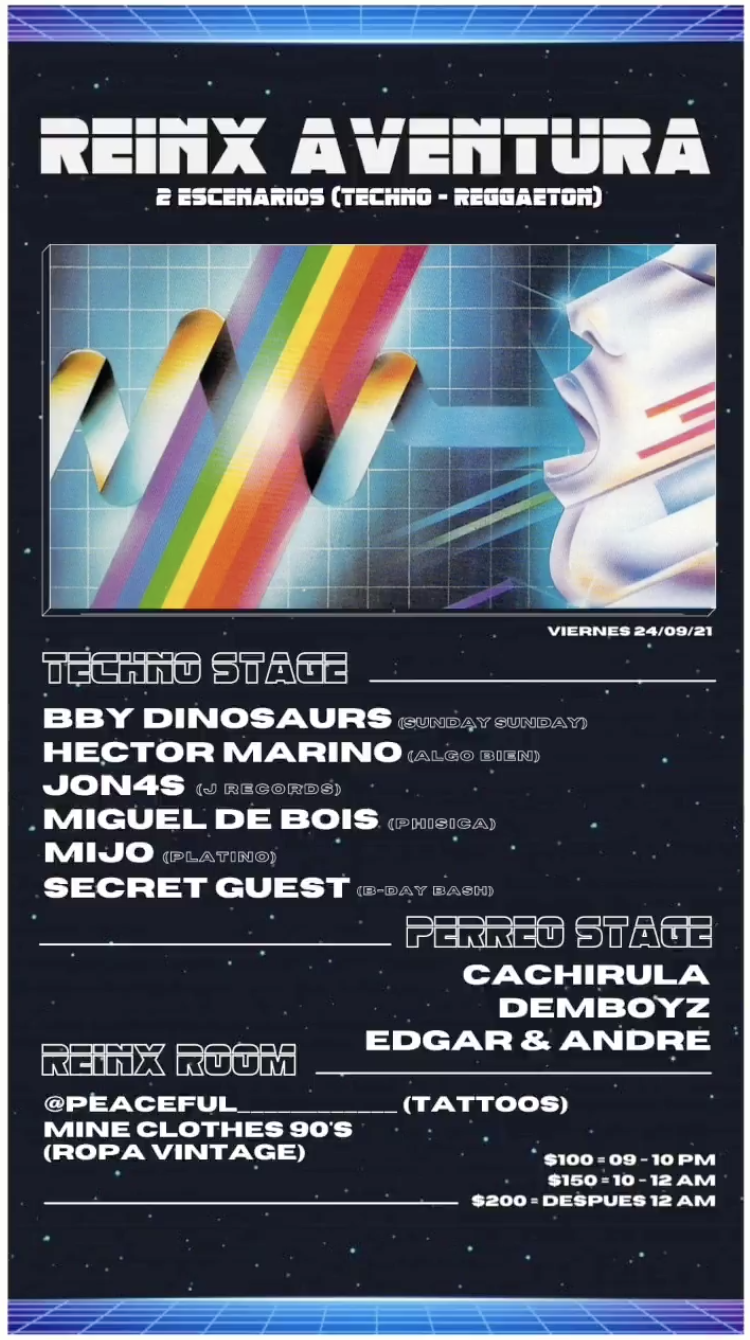 REINX AVENTURA
2 ESCENARIOS (TECHNO - REGGAETON)
VIERNES 24/09/21
TECHNO STAGE
BBY DINOSAURS (SUNDAY SUNDAY)
HECTOR MARINO (ALGO BIEN)
JON4S (J RECORDS)
MIGUEL DE BOIS (PHISICA)
MIJO (PLATINO)
SECRET GUEST (B-DAY BASH)
PERREO STAGE
CACHIRULA
DEMBOYZ
EDGAR & ANDRE
REINX ROOM
@PEACEFUL____________ (TATTOOS)
MINE CLOTHES 90'S
(ROPA VINTAGE)
$100 = 09 - 10 PM
$150 = 10 - 12 AM
$200 = DESPUES 12 AM